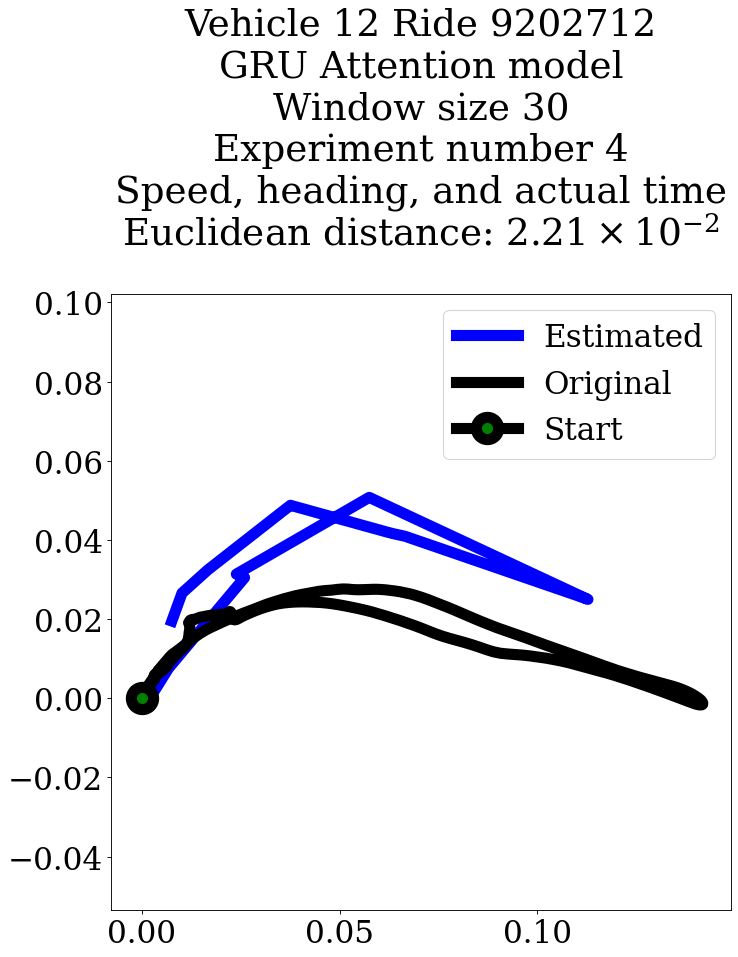 Vehicle 12 Ride 9202712
GRU Attention model
Window size 30
Experiment number 4
Speed, heading, and actual time
Euclidean distance: 2.21 × 10⁻²
Estimated
Original
Start
0.10
0.08
0.06
0.04
0.02
0.00
−0.02
−0.04
0.00 0.05 0.10